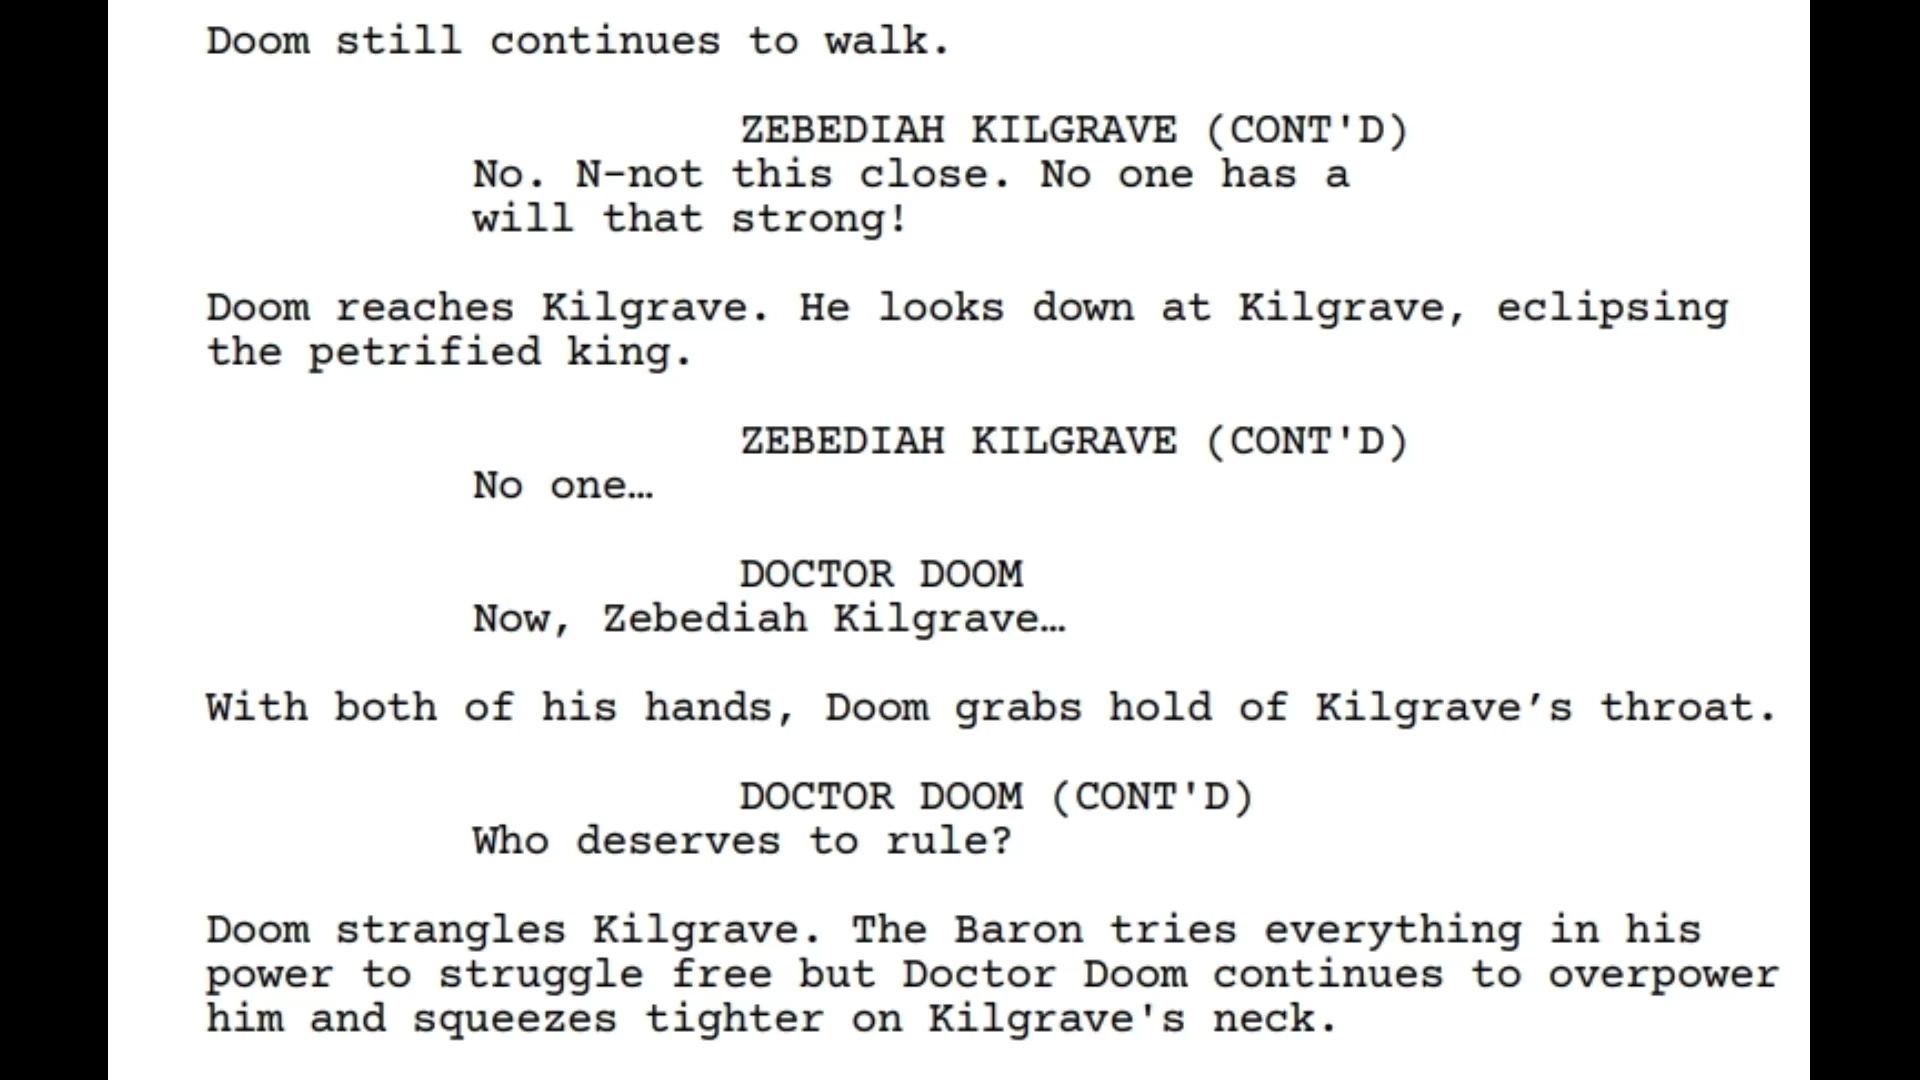 Doom still continues to walk.
ZEBEDIAH KILGRAVE (CONT'D)
No. N-not this close. No one has a
will that strong!
Doom reaches Kilgrave. He looks down at Kilgrave, eclipsing
the petrified king.
ZEBEDIAH KILGRAVE (CONT'D)
No one…
DOCTOR DOOM
Now, Zebediah Kilgrave…
With both of his hands, Doom grabs hold of Kilgrave’s throat.
DOCTOR DOOM (CONT'D)
Who deserves to rule?
Doom strangles Kilgrave. The Baron tries everything in his
power to struggle free but Doctor Doom continues to overpower
him and squeezes tighter on Kilgrave's neck.